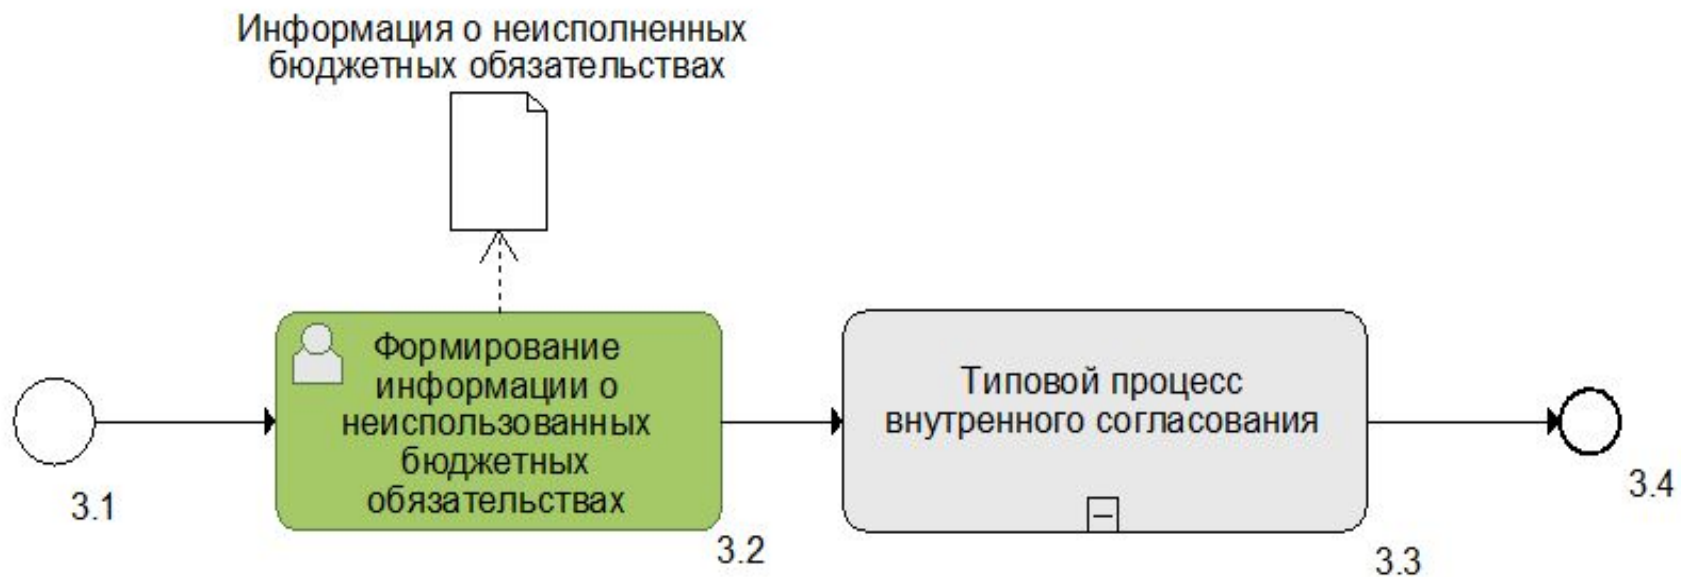 Информация о неисполненных
бюджетных обязательствах
Формирование
информации о
неиспользованных
бюджетных
обязательствах
Типовой процесс
внутренного согласования
3.1
3.2
3.3
3.4